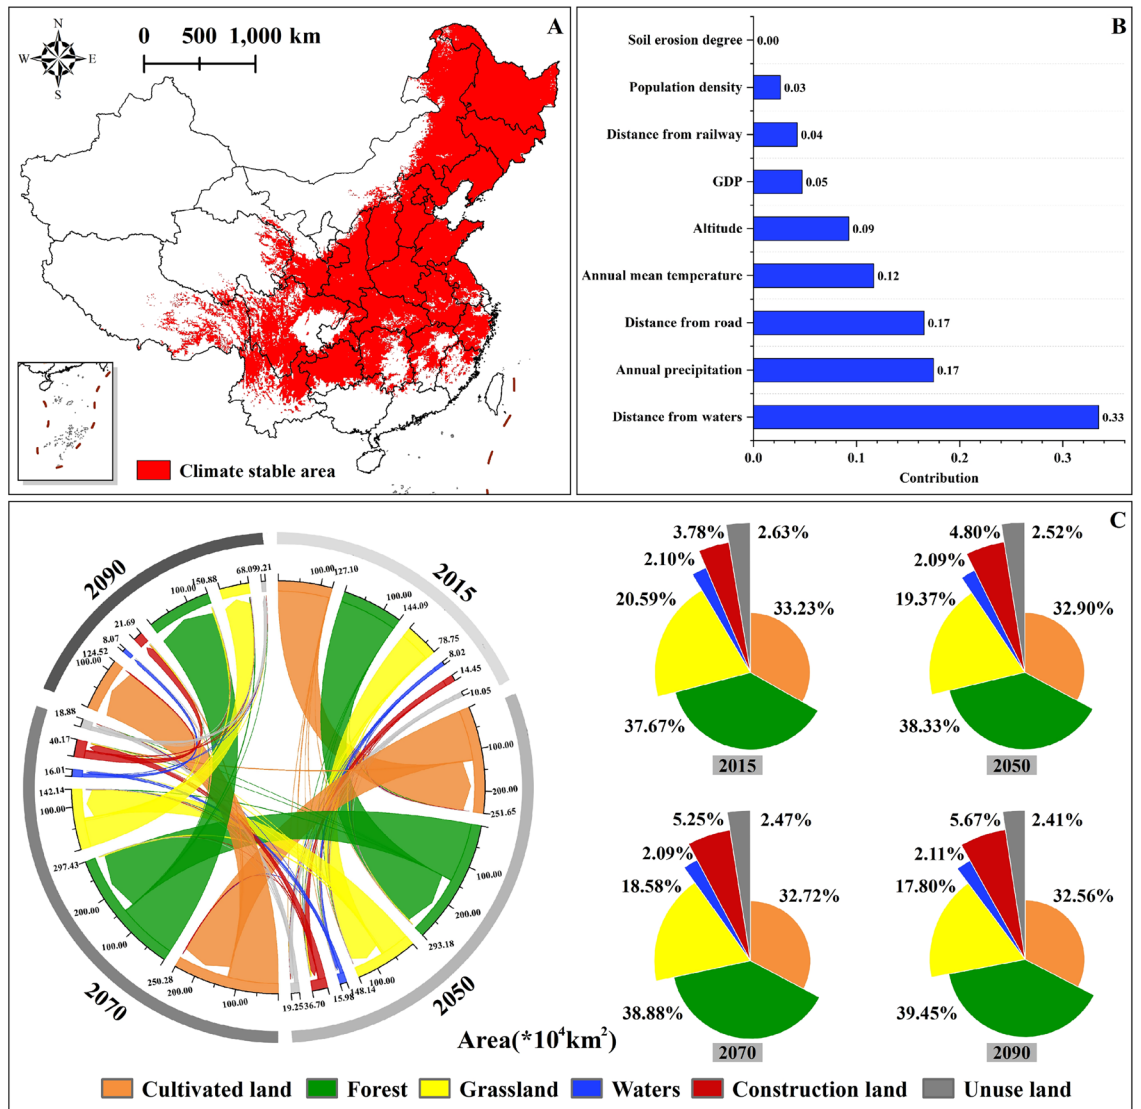 A
N
W E
S
0 500 1,000 km
Climate stable area
B
Soil erosion degree 0.00
Population density 0.03
Distance from railway 0.04
GDP 0.05
Altitude 0.09
Annual mean temperature 0.12
Distance from road 0.17
Annual precipitation 0.17
Distance from waters 0.33
0.0 0.1 0.2 0.3
Contribution
C
2015
100.00
127.10
100.00
144.09
78.75
8.02
14.45
10.05
2050
100.00
200.00
251.65
100.00
200.00
293.18
100.00
148.14
15.98
36.70
19.25
2070
100.00
200.00
250.28
100.00
200.00
297.43
100.00
142.14
16.01
40.17
18.88
2090
100.00
124.52
8.07
21.69
100.00
150.88
68.09
9.21
Area(*10⁴km²)
3.78% 2.63%
2.10%
20.59% 33.23%
37.67%
2015
4.80% 2.52%
2.09%
19.37% 32.90%
38.33%
2050
5.25% 2.47%
2.09%
18.58% 32.72%
38.88%
2070
5.67% 2.41%
2.11%
17.80% 32.56%
39.45%
2090
Cultivated land Forest Grassland Waters Construction land Unuse land